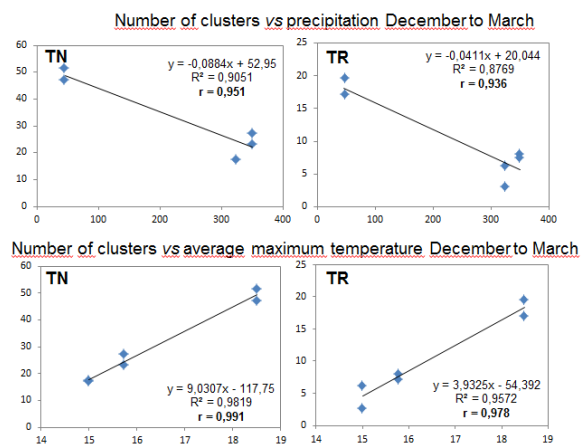 Number of clusters vs precipitation December to March
TN
y = -0,0884x + 52,95
R² = 0,9051
r = 0,951
60
50
40
30
20
10
0
0 100 200 300 400
TR
y = -0,0411x + 20,044
R² = 0,8769
r = 0,936
25
20
15
10
5
0
0 100 200 300 400
Number of clusters vs average maximum temperature December to March
TN
60
50
40
30
20
10
0
y = 9,0307x - 117,75
R² = 0,9819
r = 0,991
14 15 16 17 18 19
TR
25
20
15
10
5
0
y = 3,9325x - 54,392
R² = 0,9572
r = 0,978
14 15 16 17 18 19